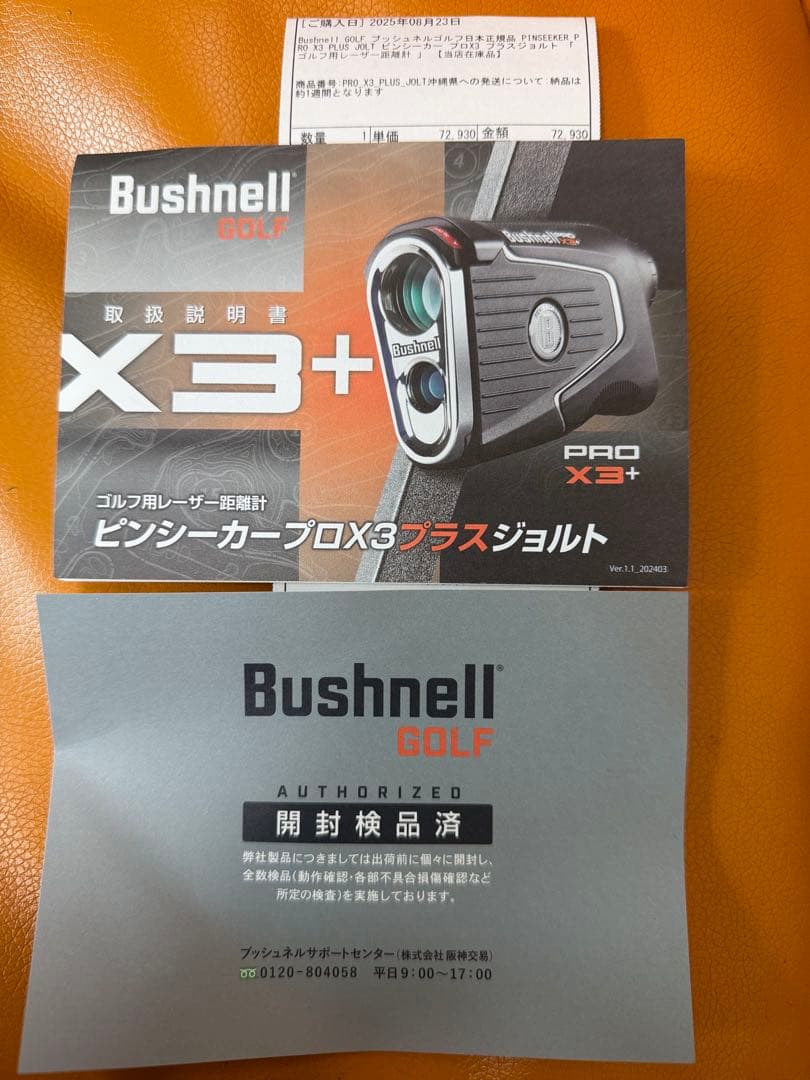 [ご購入日] 2025年08月23日
Bushnell GOLF ブッシュネルゴルフ日本正規品 PINSEEKER P
RO X3 PLUS JOLT ピンシーカー プロX3 プラスジョルト 「
ゴルフ用レーザー距離計 」 【当店在庫品】
商品番号:PRO_X3_PLUS_JOLT沖縄県への発送について:納品は
約1週間となります
数量 1 単価 72,930 金額 72,930
Bushnell
GOLF
取扱説明書
X3+
Bushnell PRO X3+
Bushnell
PRO
X3+
ゴルフ用レーザー距離計
ピンシーカープロX3プラスジョルト
Ver.1.1_202403
Bushnell®
GOLF
AUTHORIZED
開封検品済
弊社製品につきましては出荷前に個々に開封し、
全数検品(動作確認・各部不具合損傷確認など
所定の検査)を実施しております。
ブッシュネルサポートセンター(株式会社 阪神交易)
0120-804058 平日9:00〜17:00